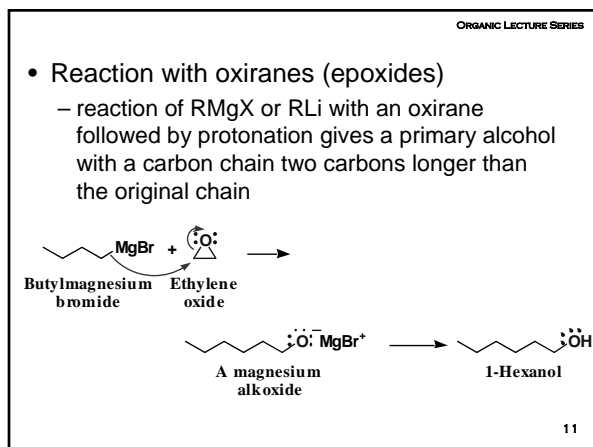 ORGANIC LECTURE SERIES
• Reaction with oxiranes (epoxides)
– reaction of RMgX or RLi with an oxirane
followed by protonation gives a primary alcohol
with a carbon chain two carbons longer than
the original chain
MgBr + O
Butylmagnesium bromide
Ethylene oxide
O⁻ MgBr⁺
A magnesium alkoxide
OH
1-Hexanol
11